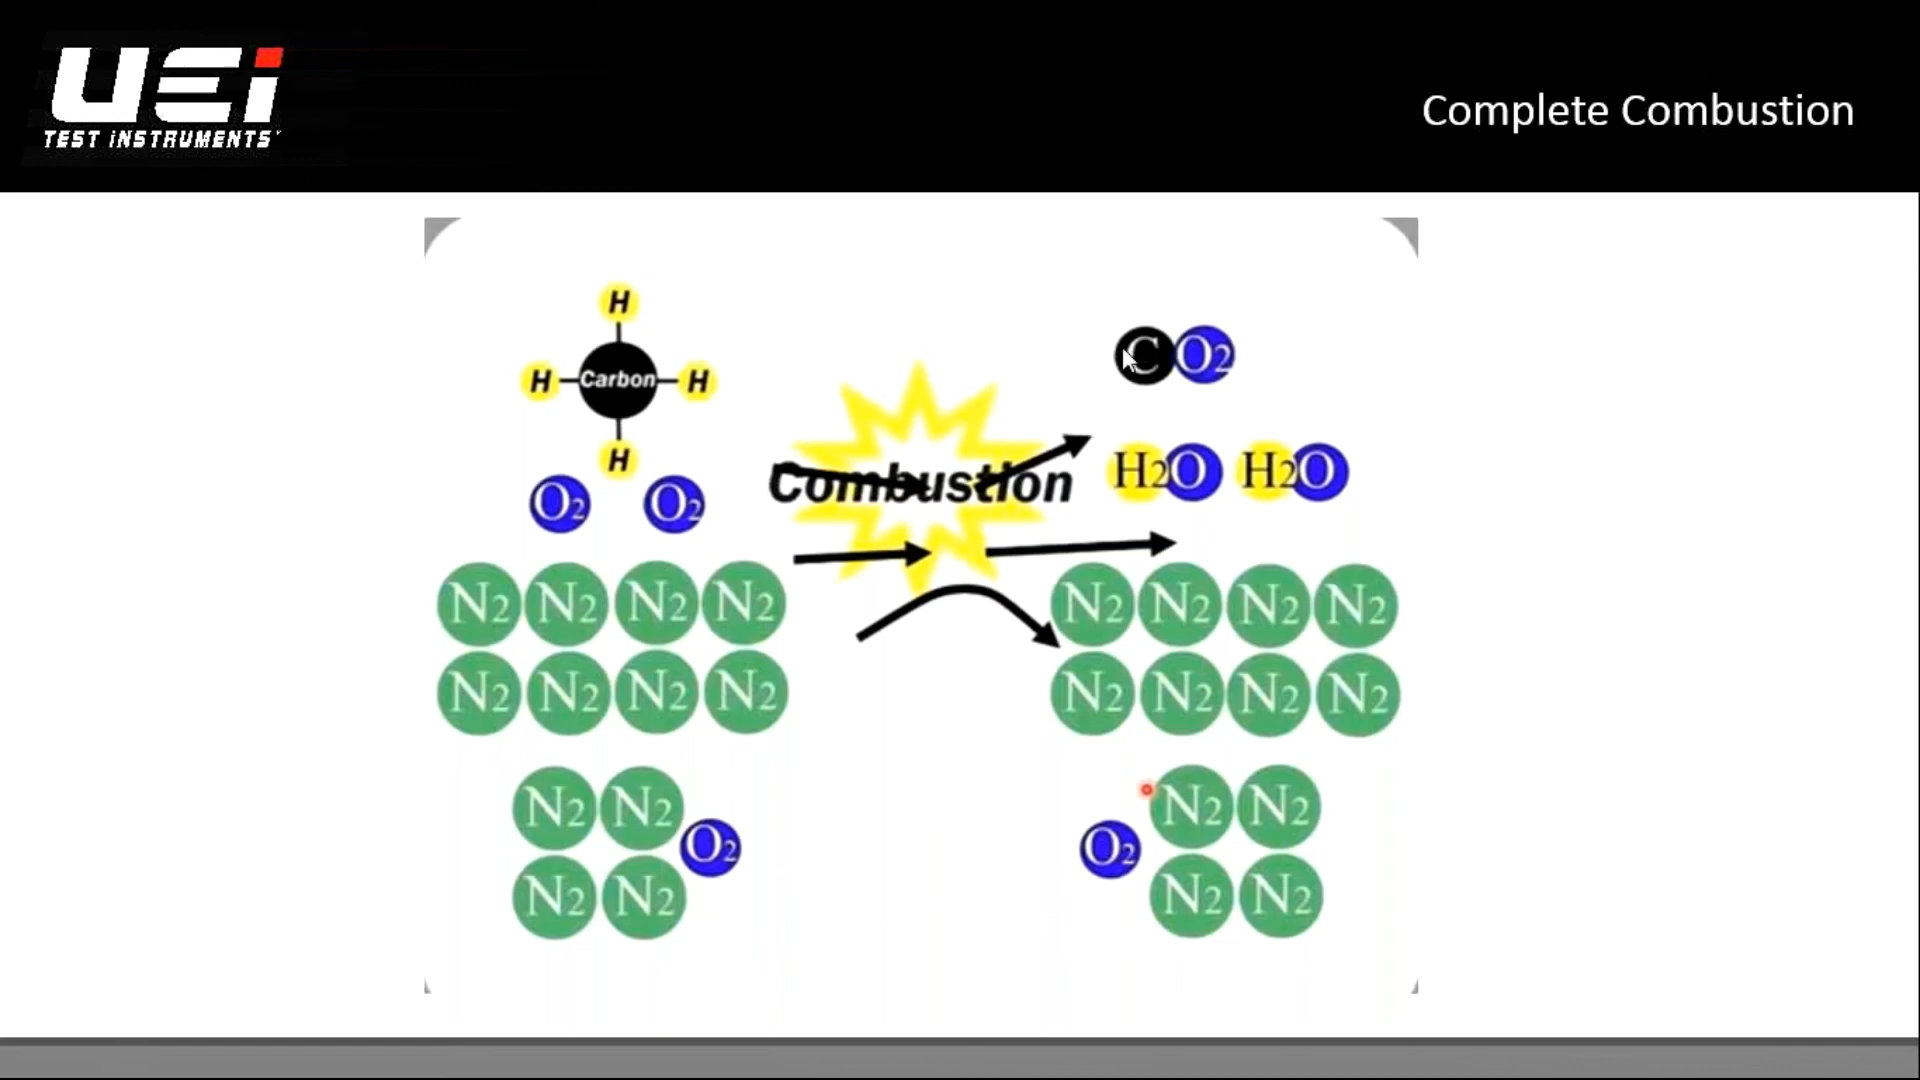 UEi
TEST iNSTRUMENTS
Complete Combustion
H
H Carbon H
H
O2 O2
Combustion
CO2
H2O H2O
N2 N2 N2 N2
N2 N2 N2 N2
N2 N2 N2 N2
N2 N2 N2 N2
N2 N2
O2
N2 N2
N2 N2
O2
N2 N2